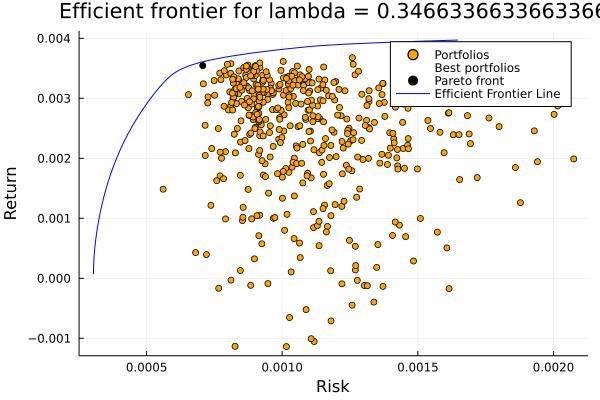 Efficient frontier for lambda = 0.3466336633663366
0.004
Portfolios
Best portfolios
Pareto front
Efficient Frontier Line
0.003
0.002
0.001
0.000
−0.001
Return
0.0005
0.0010
0.0015
0.0020
Risk